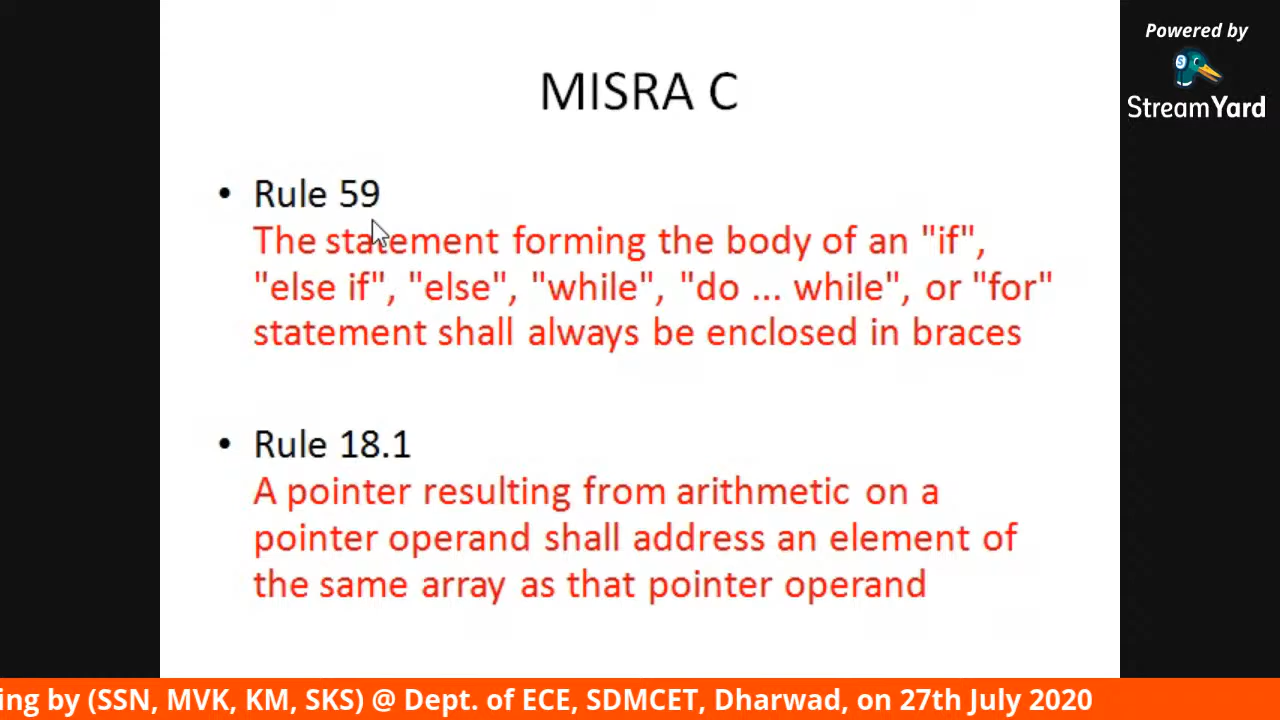 Powered by
StreamYard
MISRA C
• Rule 59
The statement forming the body of an "if",
"else if", "else", "while", "do ... while", or "for"
statement shall always be enclosed in braces
• Rule 18.1
A pointer resulting from arithmetic on a
pointer operand shall address an element of
the same array as that pointer operand
ing by (SSN, MVK, KM, SKS) @ Dept. of ECE, SDMCET, Dharwad, on 27th July 2020